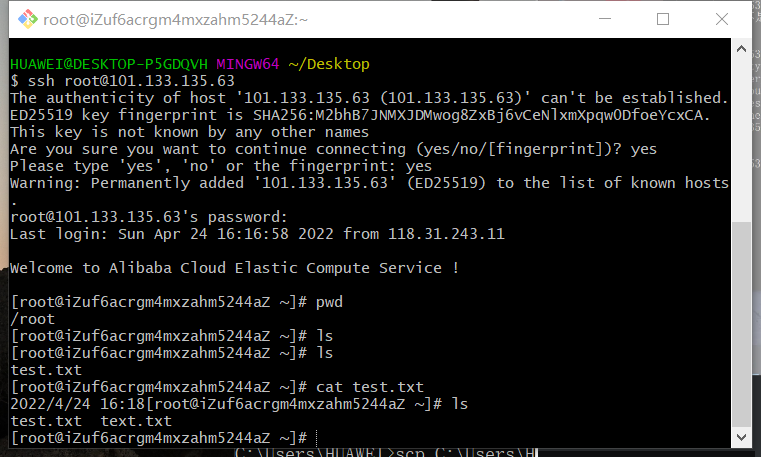 root@iZuf6acrgm4mxzahm5244aZ:~
HUAWEI@DESKTOP-P5GDQVH MINGW64 ~/Desktop
$ ssh root@101.133.135.63
The authenticity of host '101.133.135.63 (101.133.135.63)' can't be established.
ED25519 key fingerprint is SHA256:M2bhB7JNMXJDMwog8ZxBj6vCeNlxmXpqwODfoeYcxCA.
This key is not known by any other names
Are you sure you want to continue connecting (yes/no/[fingerprint])? yes
Please type 'yes', 'no' or the fingerprint: yes
Warning: Permanently added '101.133.135.63' (ED25519) to the list of known hosts
.
root@101.133.135.63's password:
Last login: Sun Apr 24 16:16:58 2022 from 118.31.243.11
Welcome to Alibaba Cloud Elastic Compute Service !
[root@iZuf6acrgm4mxzahm5244aZ ~]# pwd
/root
[root@iZuf6acrgm4mxzahm5244aZ ~]# ls
[root@iZuf6acrgm4mxzahm5244aZ ~]# ls
test.txt
[root@iZuf6acrgm4mxzahm5244aZ ~]# cat test.txt
2022/4/24 16:18[root@iZuf6acrgm4mxzahm5244aZ ~]# ls
test.txt  text.txt
[root@iZuf6acrgm4mxzahm5244aZ ~]#
C:\Users\HUAWEI>scp C:\Users\H